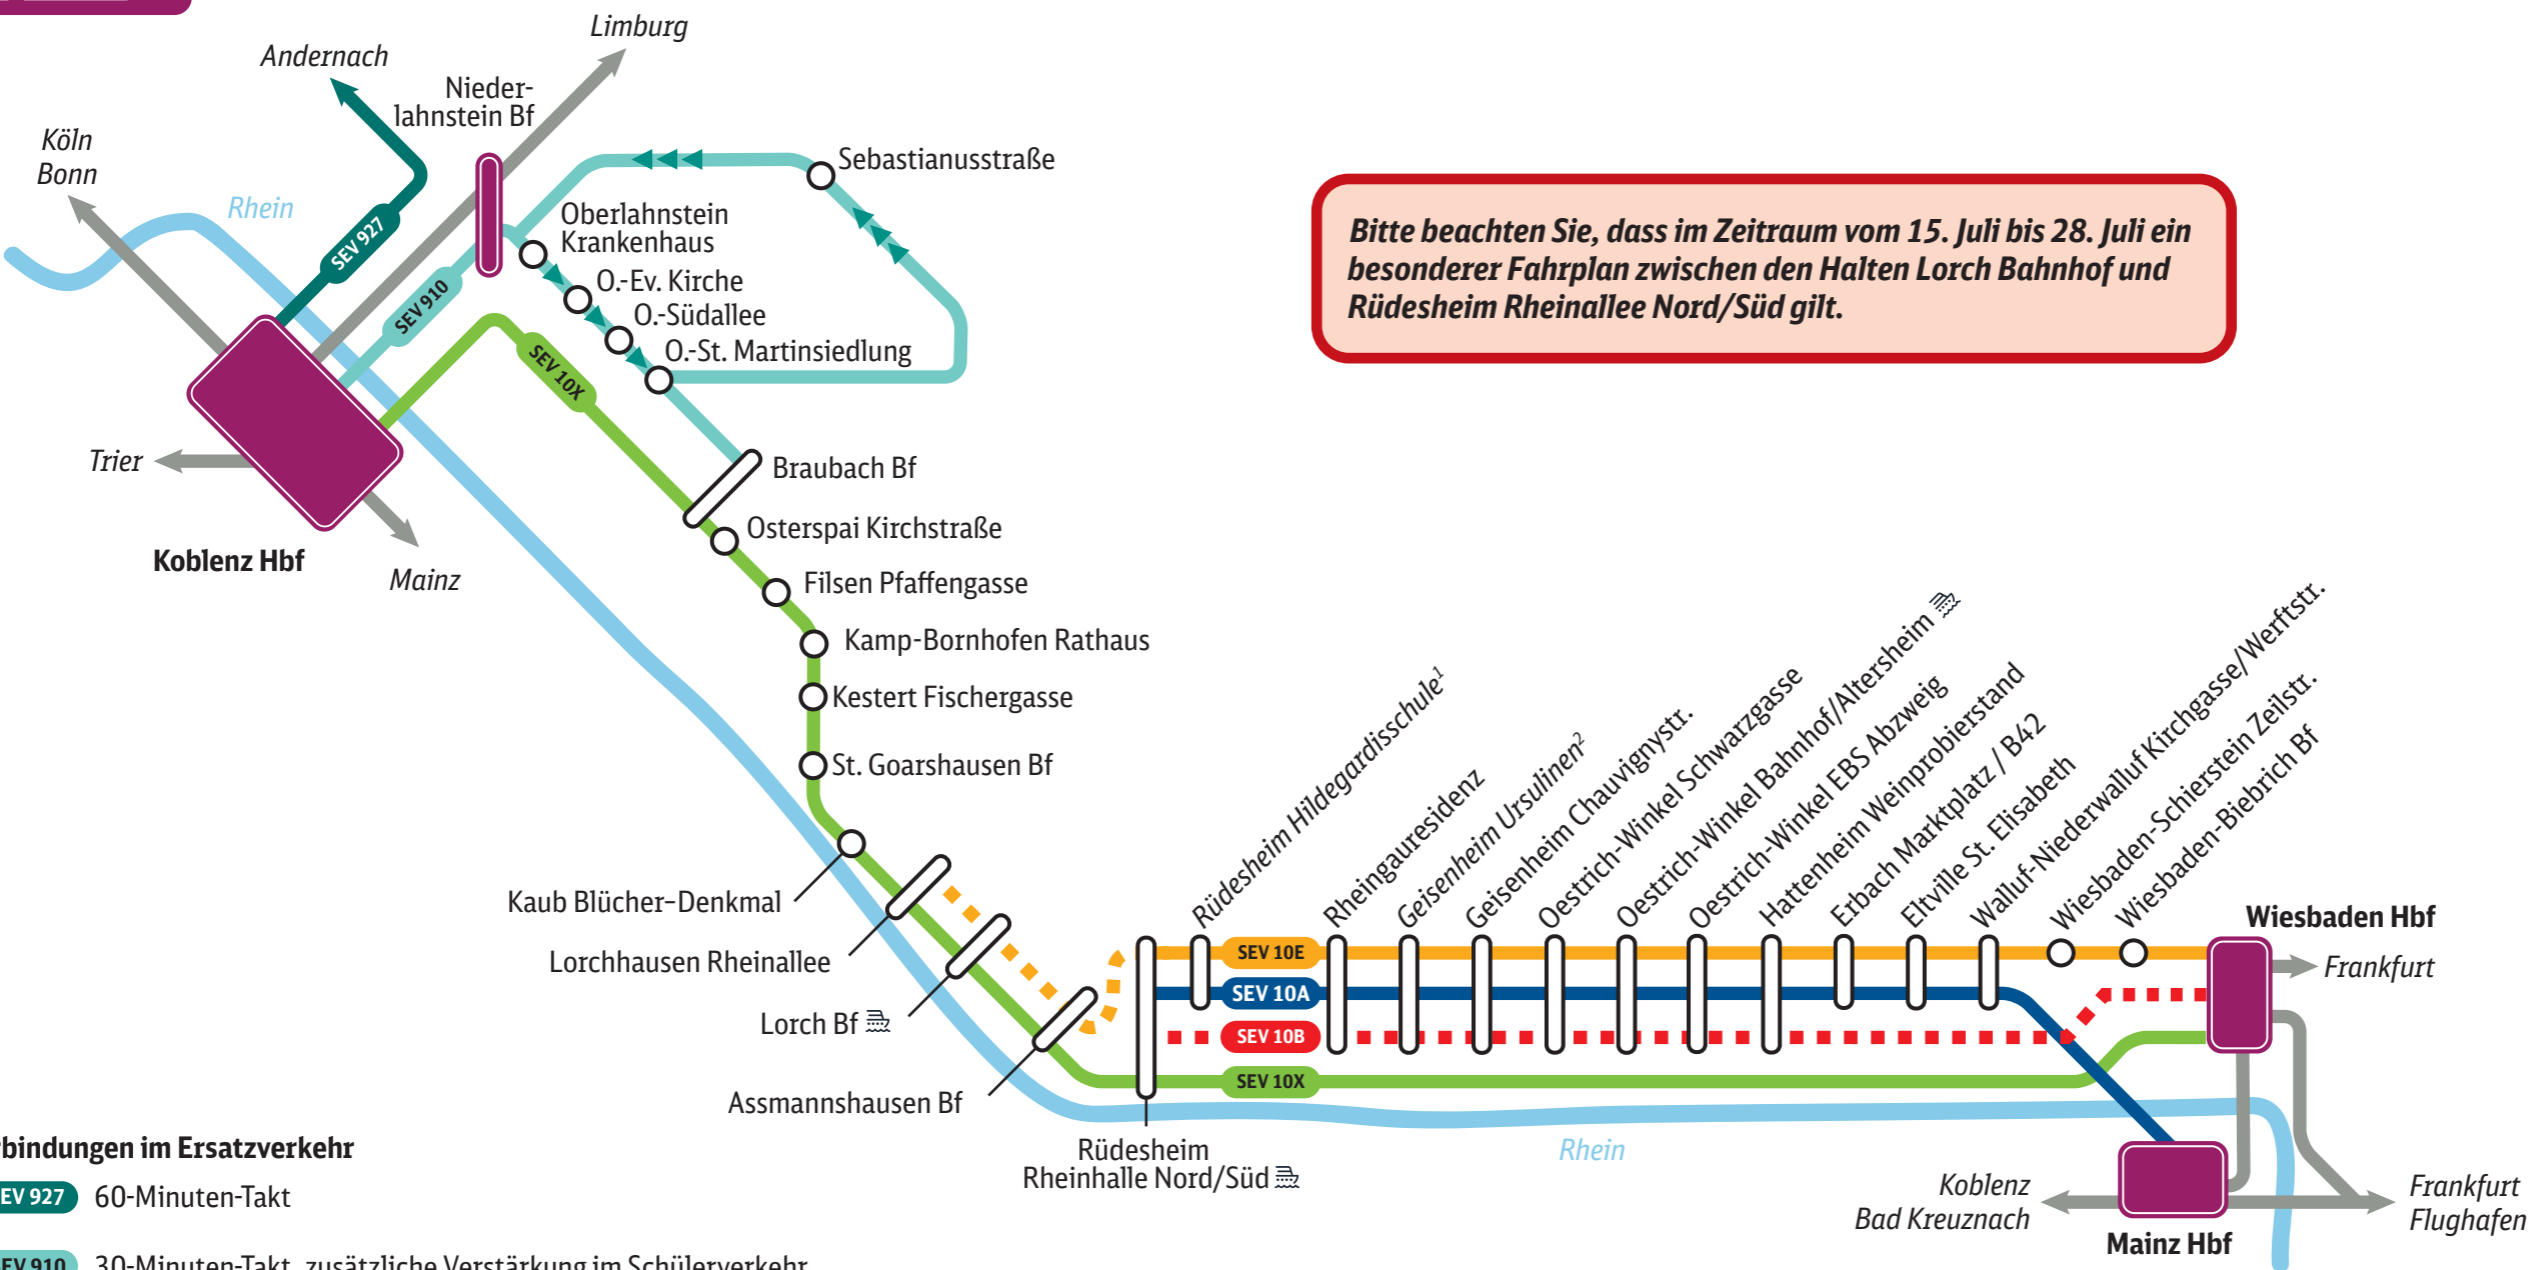 Limburg
Andernach
Nieder-
lahnstein Bf
Köln
Bonn
Rhein
SEV 927
SEV 910
SEV 10X
Sebastianusstraße
Oberlahnstein
Krankenhaus
O.-Ev. Kirche
O.-Südallee
O.-St. Martinsiedlung
Bitte beachten Sie, dass im Zeitraum vom 15. Juli bis 28. Juli ein
besonderer Fahrplan zwischen den Halten Lorch Bahnhof und
Rüdesheim Rheinallee Nord/Süd gilt.
Trier
Koblenz Hbf
Mainz
Braubach Bf
Osterspai Kirchstraße
Filsen Pfaffengasse
Kamp-Bornhofen Rathaus
Kestert Fischergasse
St. Goarshausen Bf
Kaub Blücher-Denkmal
Lorchhausen Rheinallee
Lorch Bf
Assmannshausen Bf
Rüdesheim
Rheinhalle Nord/Süd
Rüdesheim Hildegardisschule¹
Rheingauresidenz
Geisenheim Ursulinen²
Geisenheim Chauvignystr.
Oestrich-Winkel Schwarzgasse
Oestrich-Winkel Bahnhof/Altersheim
Oestrich-Winkel EBS Abzweig
Hattenheim Weinprobierstand
Erbach Marktplatz / B42
Eltville St. Elisabeth
Walluf-Niederwalluf Kirchgasse/Werftstr.
Wiesbaden-Schierstein Zeilstr.
Wiesbaden-Biebrich Bf
SEV 10E
SEV 10A
SEV 10B
SEV 10X
Wiesbaden Hbf
Frankfurt
Rhein
Koblenz
Bad Kreuznach
Mainz Hbf
Frankfurt
Flughafen
rbindungen im Ersatzverkehr
EV 927 60-Minuten-Takt
EV 910 30-Minuten-Takt, zusätzliche Verstärkung im Schülerverkehr